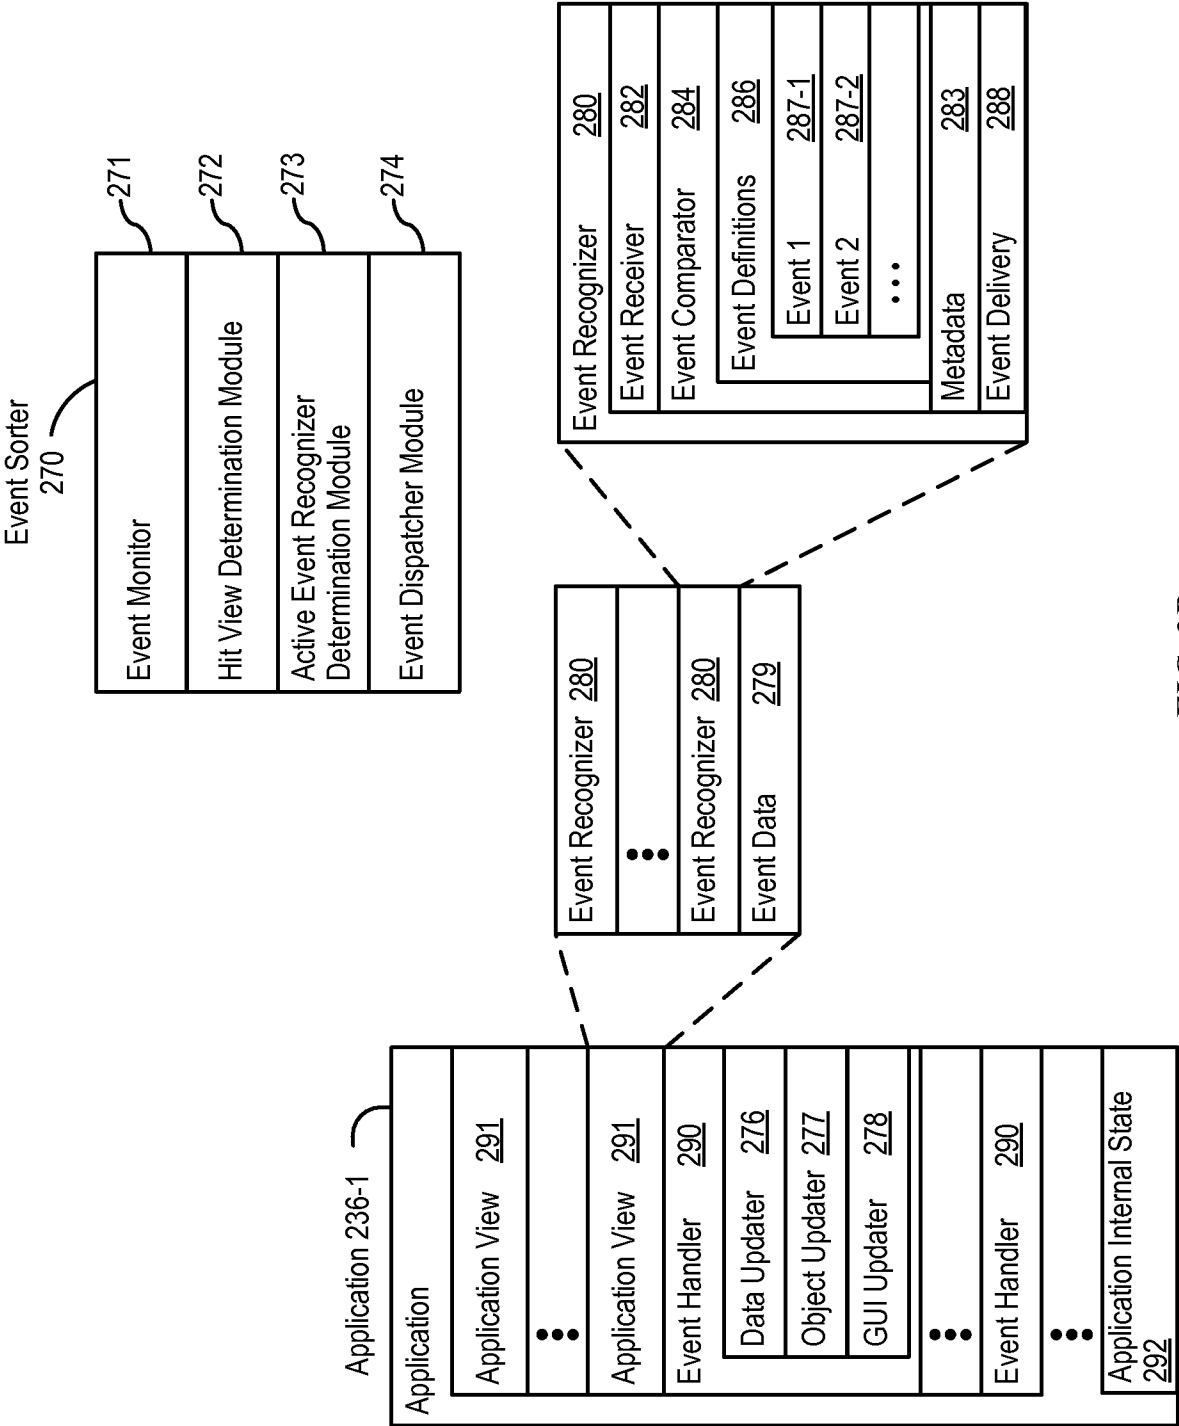 Event Sorter
270
Event Monitor
271
Hit View Determination Module
272
Active Event Recognizer
Determination Module
273
Event Dispatcher Module
274
Application 236-1
Application
Application View 291
•••
Application View 291
Event Handler 290
Data Updater 276
Object Updater 277
GUI Updater 278
•••
Event Handler 290
•••
Application Internal State
292
Event Recognizer 280
•••
Event Recognizer 280
Event Data 279
Event Recognizer 280
Event Receiver 282
Event Comparator 284
Event Definitions 286
Event 1 287-1
Event 2 287-2
•••
Metadata 283
Event Delivery 288